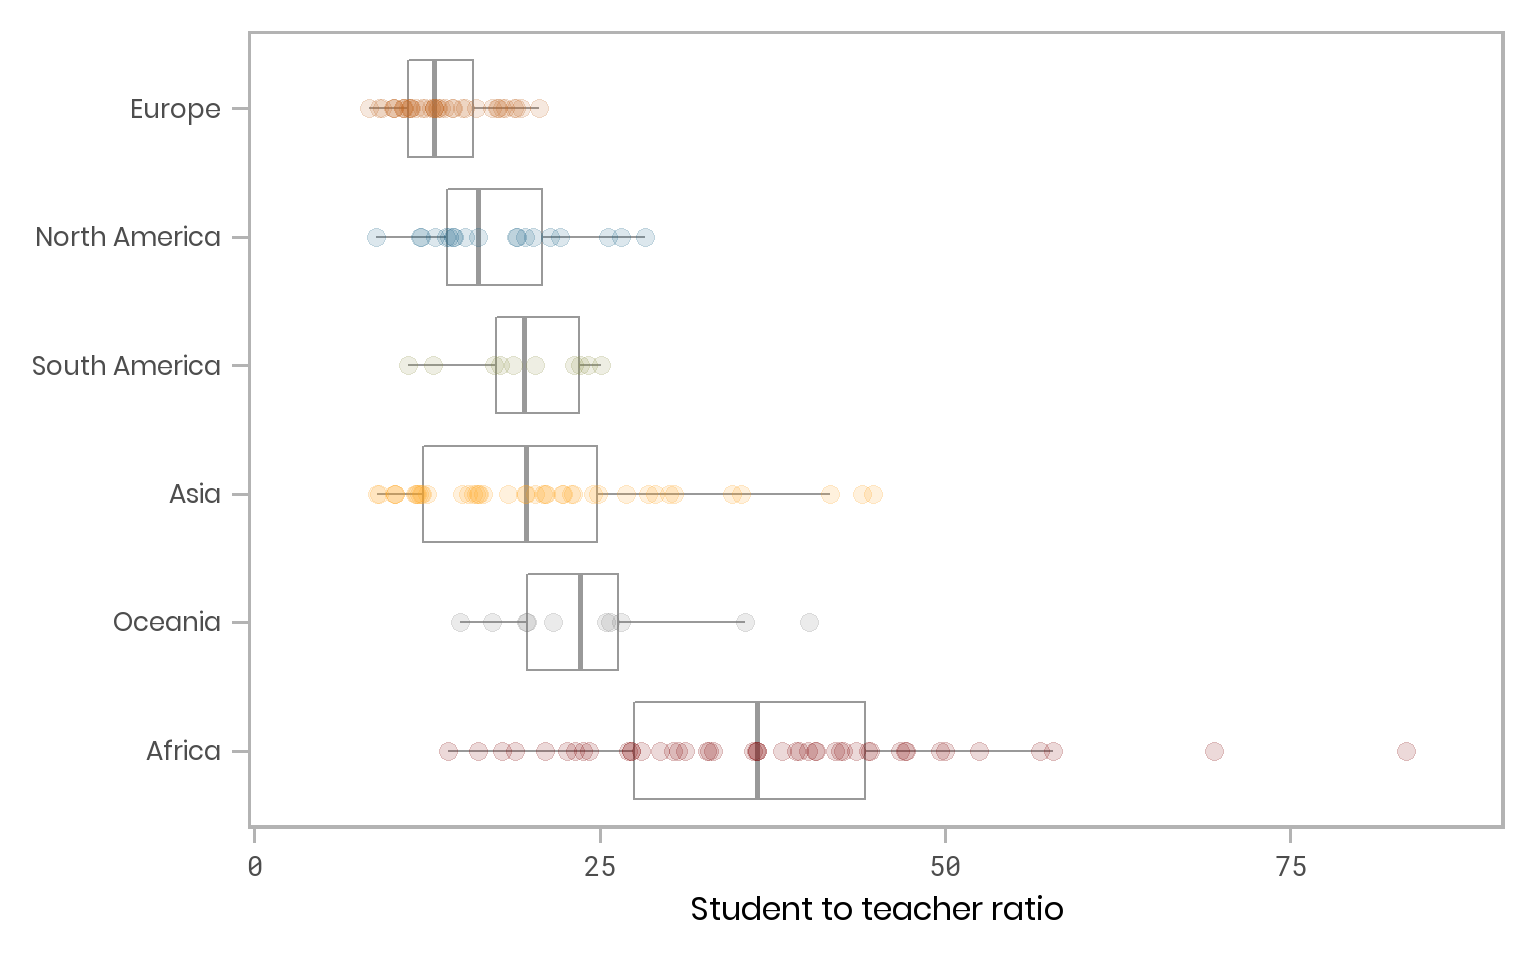 Europe
North America
South America
Asia
Oceania
Africa
0 25 50 75
Student to teacher ratio